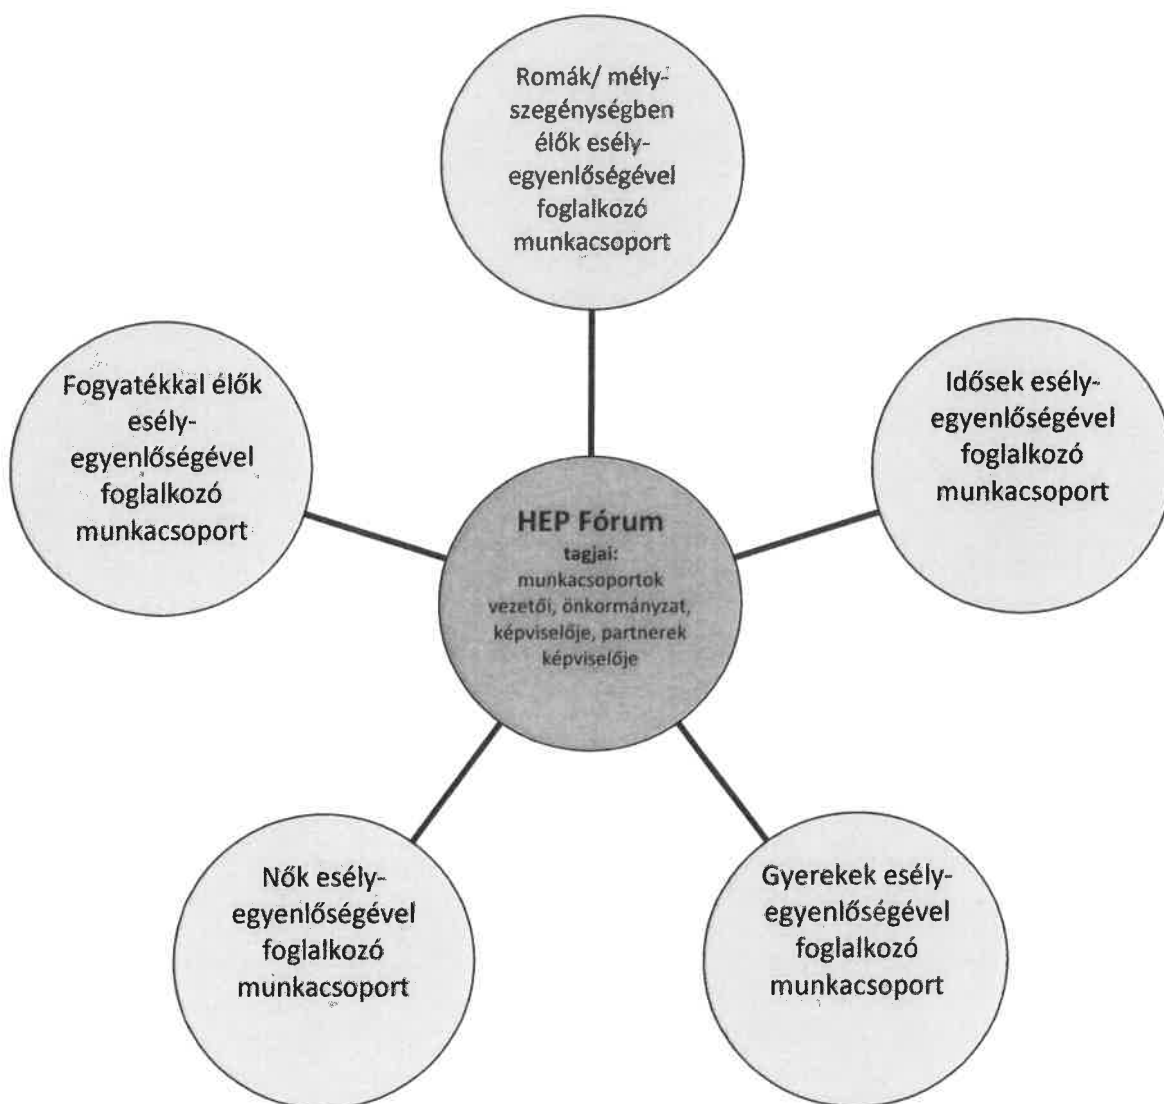 Romák/ mély-
szegénységben
élők esély-
egyenlőségével
foglalkozó
munkacsoport
Fogyatékkal élők
esély-
egyenlőségével
foglalkozó
munkacsoport
Idősek esély-
egyenlőségével
foglalkozó
munkacsoport
HEP Fórum
tagjai:
munkacsoportok
vezetői, önkormányzat,
képviselője, partnerek
képviselője
Nők esély-
egyenlőségével
foglalkozó
munkacsoport
Gyerekek esély-
egyenlőségével
foglalkozó
munkacsoport